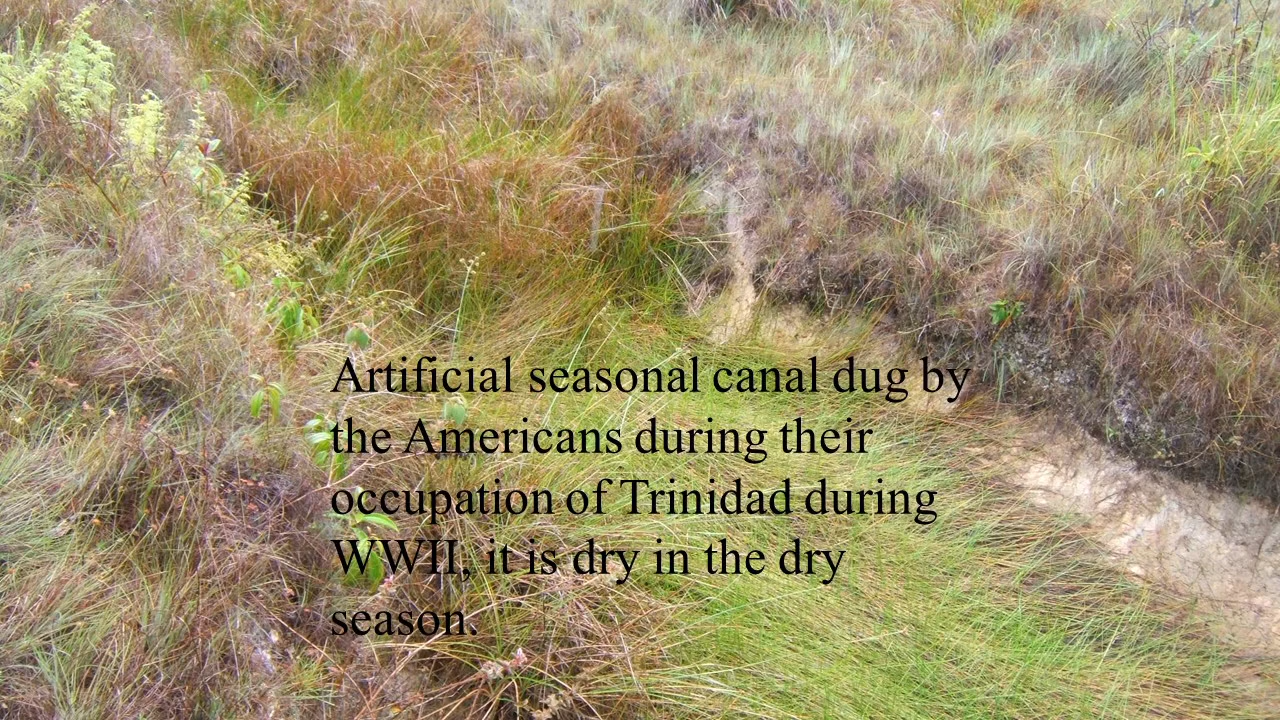 Artificial seasonal canal dug by
the Americans during their
occupation of Trinidad during
WWII, it is dry in the dry
season.